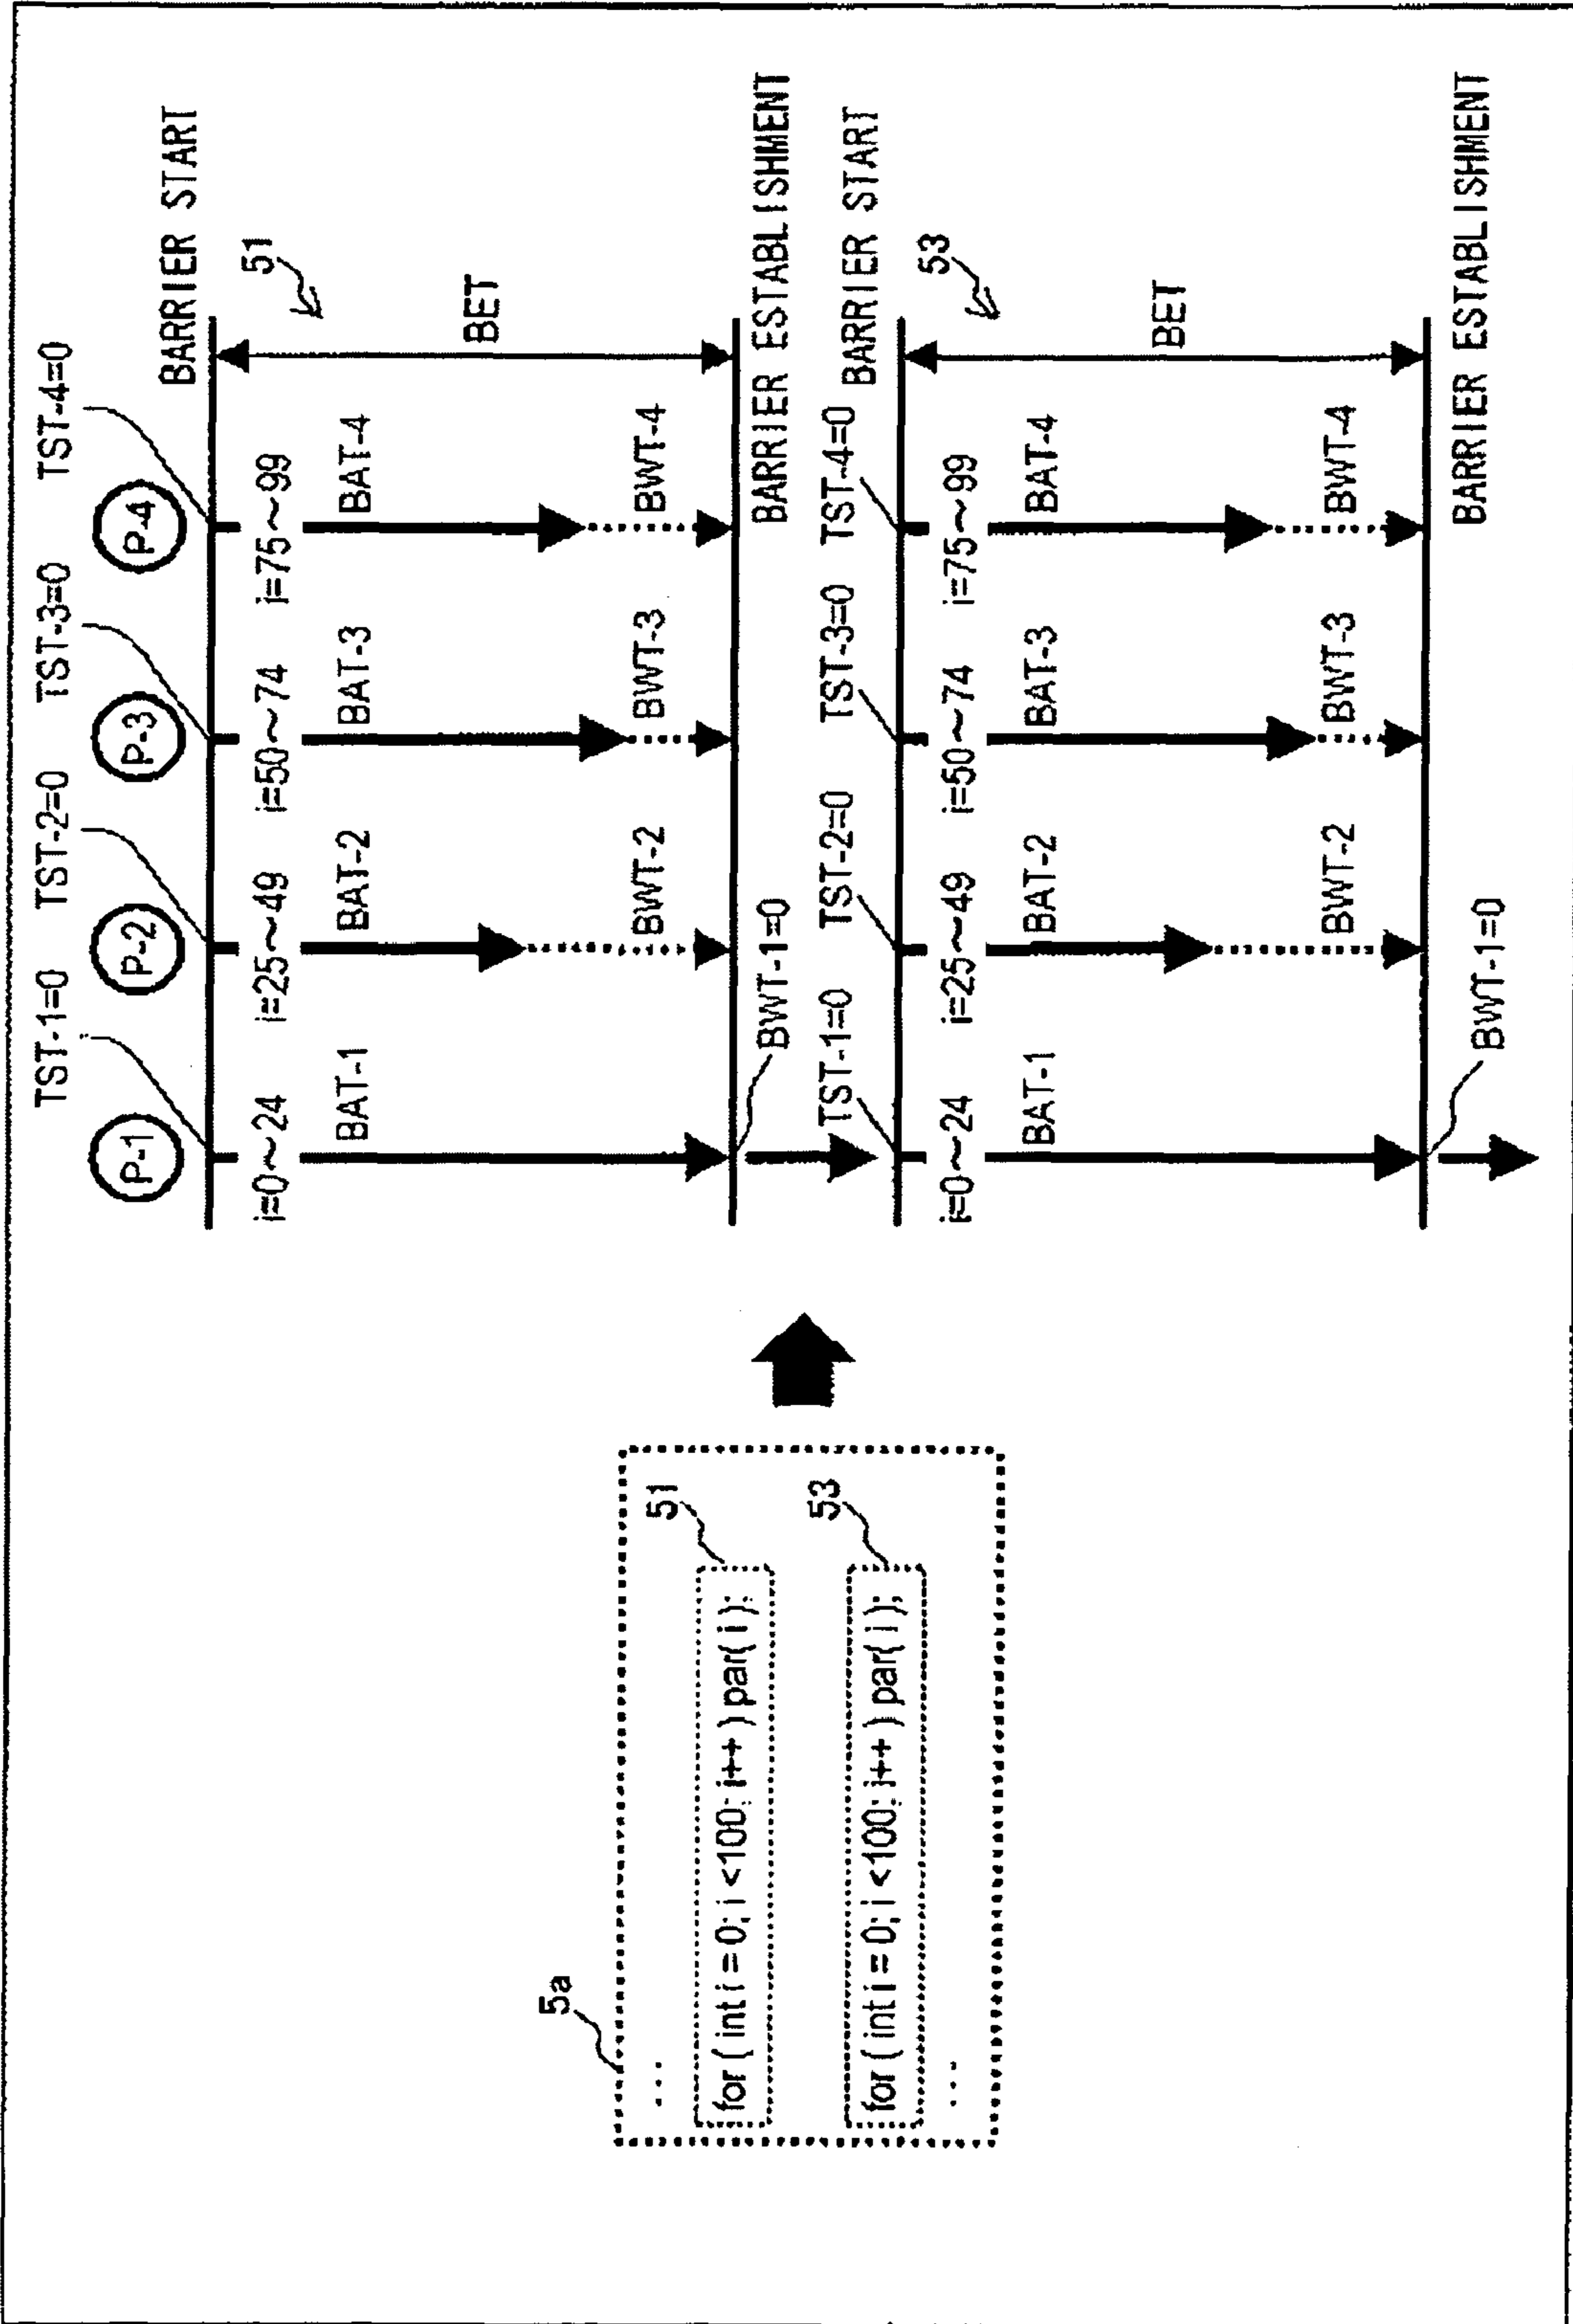 5a
...
51
for ( int i = 0; i <100; i++ ) par( i );
53
for ( int i = 0; i <100; i++ ) par( i );
...
TST-1=0 TST-2=0 TST-3=0 TST-4=0
P-1 P-2 P-3 P-4
BARRIER START
i=0~24 i=25~49 i=50~74 i=75~99
51
BAT-1 BAT-2 BAT-3 BAT-4
BET
BWT-2 BWT-3 BWT-4
BWT-1=0
BARRIER ESTABLISHMENT
TST-1=0 TST-2=0 TST-3=0 TST-4=0
BARRIER START
i=0~24 i=25~49 i=50~74 i=75~99
53
BAT-1 BAT-2 BAT-3 BAT-4
BET
BWT-2 BWT-3 BWT-4
BWT-1=0
BARRIER ESTABLISHMENT